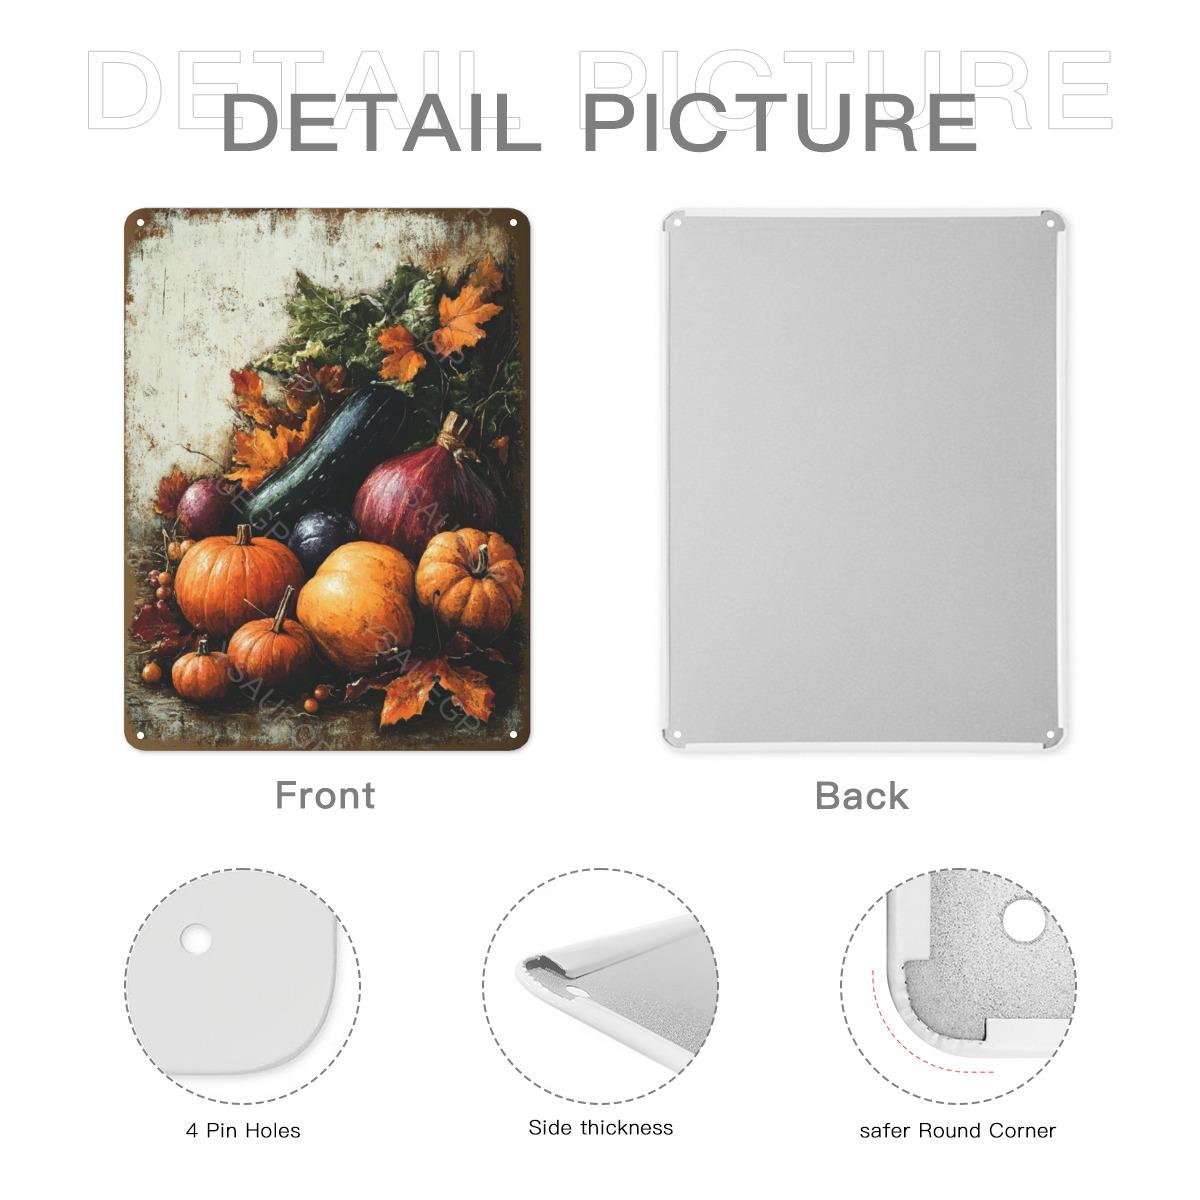 DETAIL PICTURE
DETAIL PICTURE
Front
Back
4 Pin Holes
Side thickness
safer Round Corner